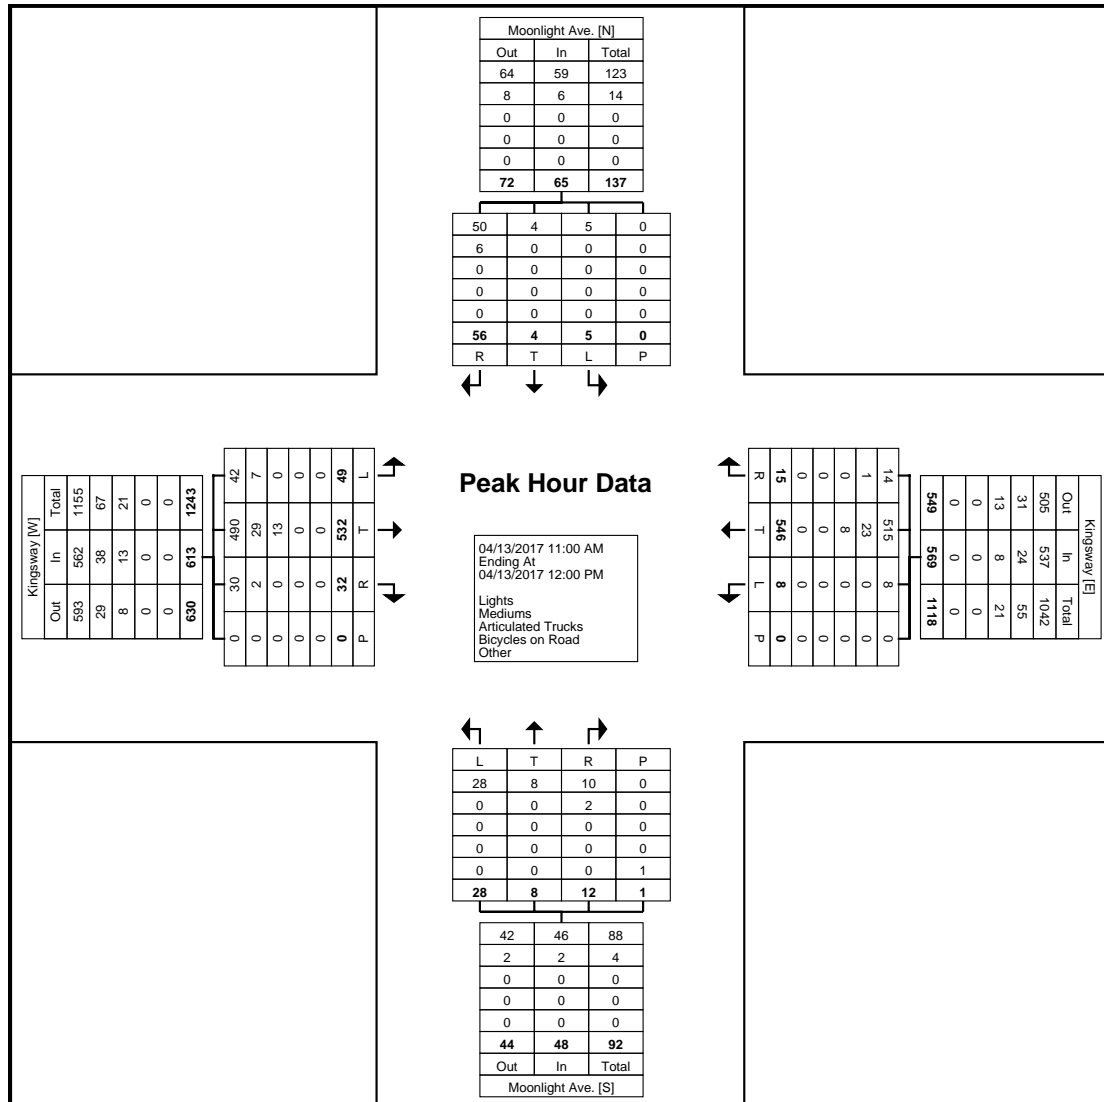 Moonlight Ave. [N]
Out In Total
64 59 123
8 6 14
0 0 0
0 0 0
0 0 0
72 65 137
50 4 5 0
6 0 0 0
0 0 0 0
0 0 0 0
0 0 0 0
56 4 5 0
R T L P
Kingsway [W]
Total 1155 67 21 0 0 1243
In 562 38 13 0 0 613
Out 593 29 8 0 0 630
42 7 0 0 0 49 L
490 29 13 0 0 532 T
30 2 0 0 0 32 R
0 0 0 0 0 0 P
Peak Hour Data
04/13/2017 11:00 AM
Ending At
04/13/2017 12:00 PM
Lights
Mediums
Articulated Trucks
Bicycles on Road
Other
R 15 0 0 0 1 14
T 546 0 0 8 23 515
L 8 0 0 0 0 8
P 0 0 0 0 0 0
549 0 0 13 31 505 Out
569 0 0 8 24 537 In
1118 0 0 21 55 1042 Total
Kingsway [E]
L T R P
28 8 10 0
0 0 2 0
0 0 0 0
0 0 0 0
0 0 0 1
28 8 12 1
42 46 88
2 2 4
0 0 0
0 0 0
0 0 0
44 48 92
Out In Total
Moonlight Ave. [S]